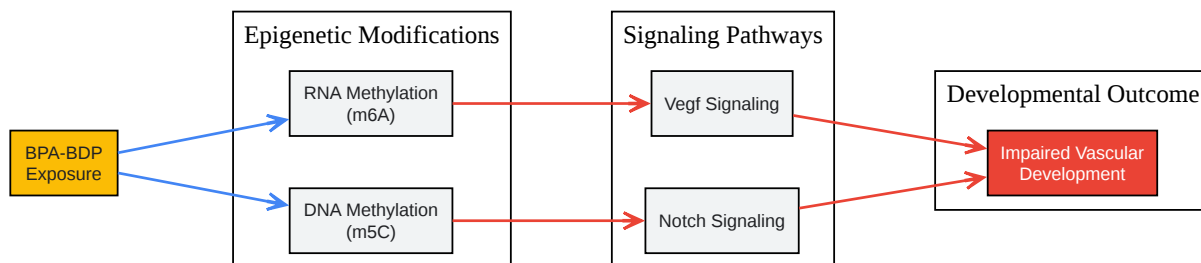 Epigenetic Modifications
Signaling Pathways
RNA Methylation
(m6A)
Vegf Signaling
Developmental Outcome
BPA-BDP
Exposure
Impaired Vascular
Development
DNA Methylation
(m5C)
Notch Signaling